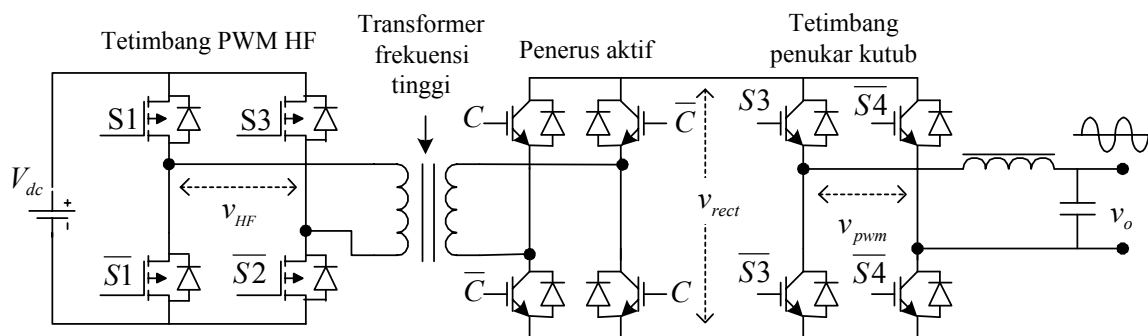 Tetimbang PWM HF
Transformer
frekuensi
tinggi
Penerus aktif
Tetimbang
penukar kutub
S1
S3
C
C̅
S3
S̅4̅
V_dc
+
-
v_HF
v_rect
v_pwm
v_o
S̅1̅
S̅2̅
C̅
C
S̅3̅
S̅4̅